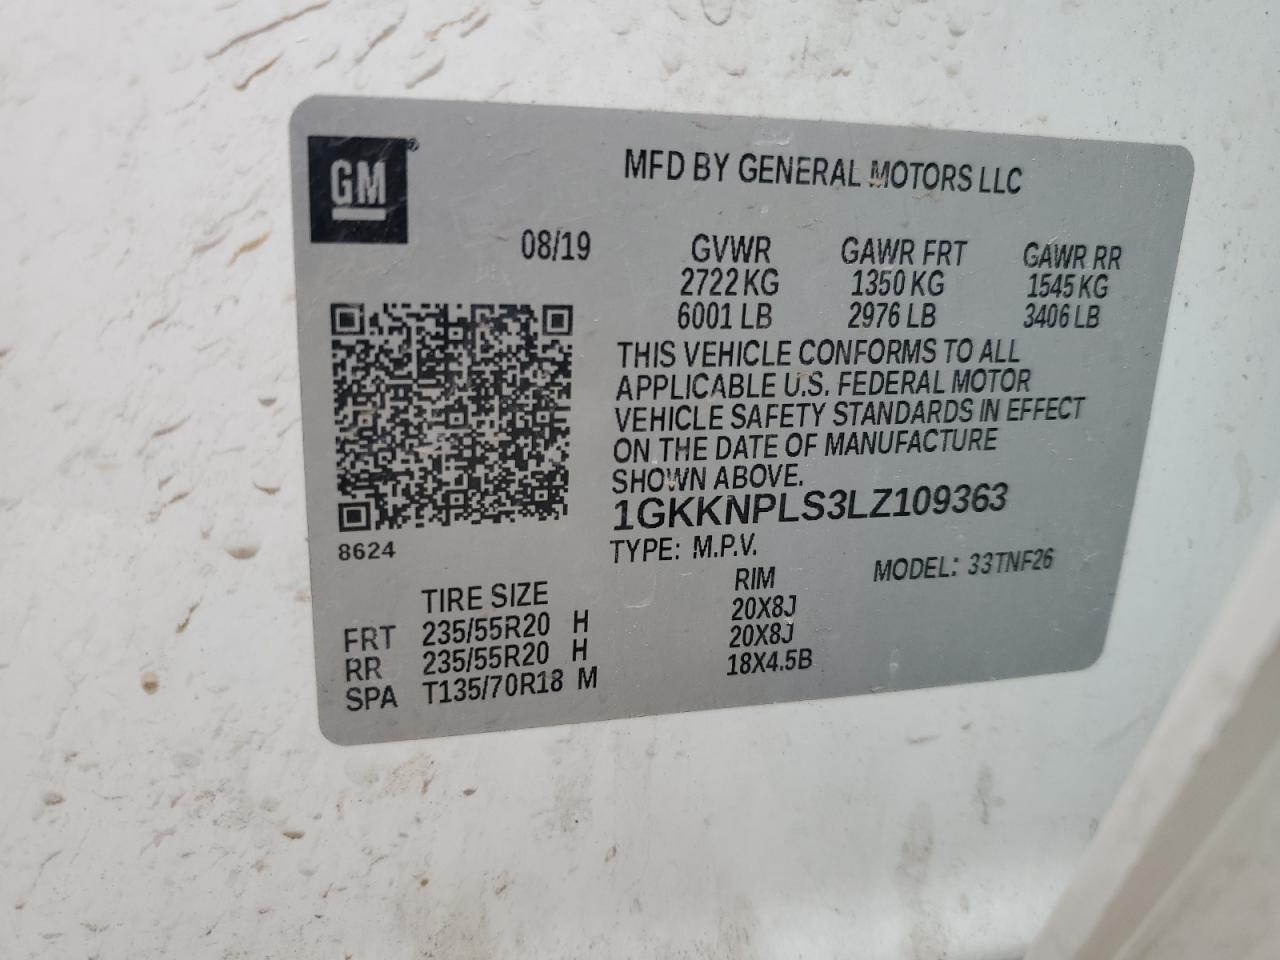 GM
MFD BY GENERAL MOTORS LLC
08/19
GVWR GAWR FRT GAWR RR
2722 KG 1350 KG 1545 KG
6001 LB 2976 LB 3406 LB
THIS VEHICLE CONFORMS TO ALL
APPLICABLE U.S. FEDERAL MOTOR
VEHICLE SAFETY STANDARDS IN EFFECT
ON THE DATE OF MANUFACTURE
SHOWN ABOVE.
1GKKNPLS3LZ109363
8624
TYPE: M.P.V. MODEL: 33TNF26
TIRE SIZE RIM
FRT 235/55R20 H 20X8J
RR 235/55R20 H 20X8J
SPA T135/70R18 M 18X4.5B